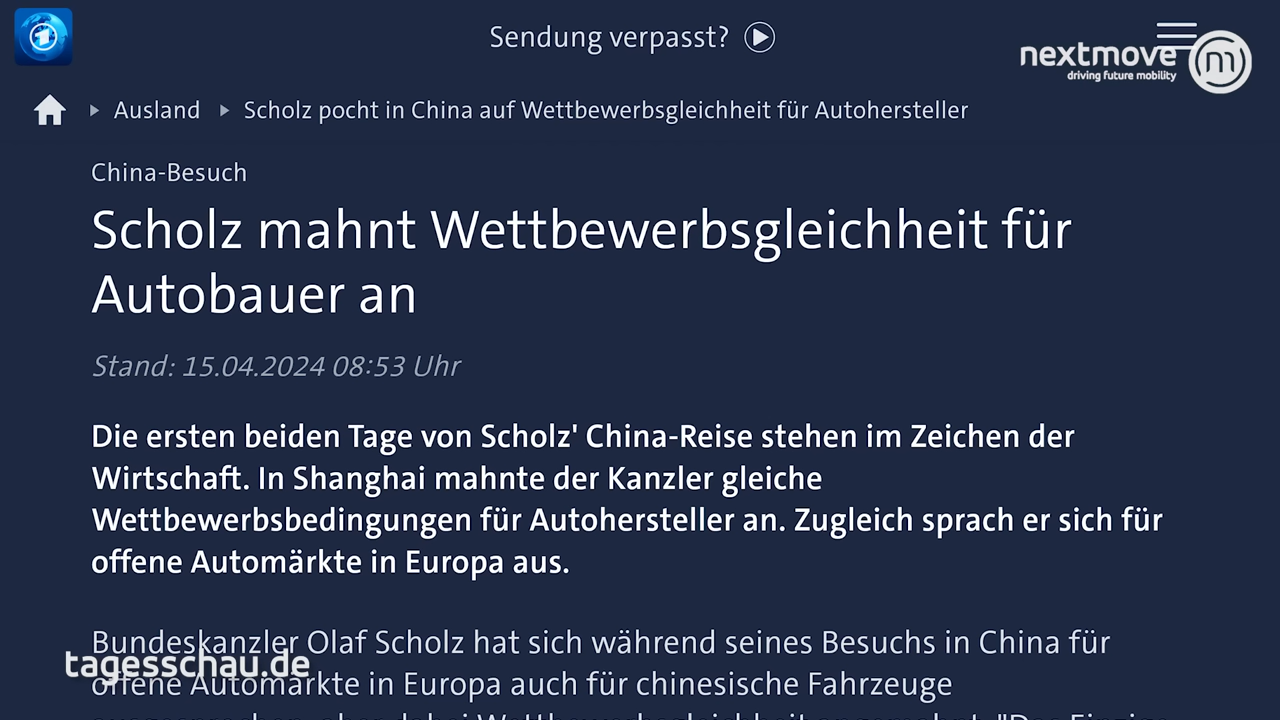 Sendung verpasst?
nextmove
driving future mobility
Ausland Scholz pocht in China auf Wettbewerbsgleichheit für Autohersteller
China-Besuch
Scholz mahnt Wettbewerbsgleichheit für
Autobauer an
Stand: 15.04.2024 08:53 Uhr
Die ersten beiden Tage von Scholz' China-Reise stehen im Zeichen der
Wirtschaft. In Shanghai mahnte der Kanzler gleiche
Wettbewerbsbedingungen für Autohersteller an. Zugleich sprach er sich für
offene Automärkte in Europa aus.
Bundeskanzler Olaf Scholz hat sich während seines Besuchs in China für
tagesschau.de
offene Automärkte in Europa auch für chinesische Fahrzeuge